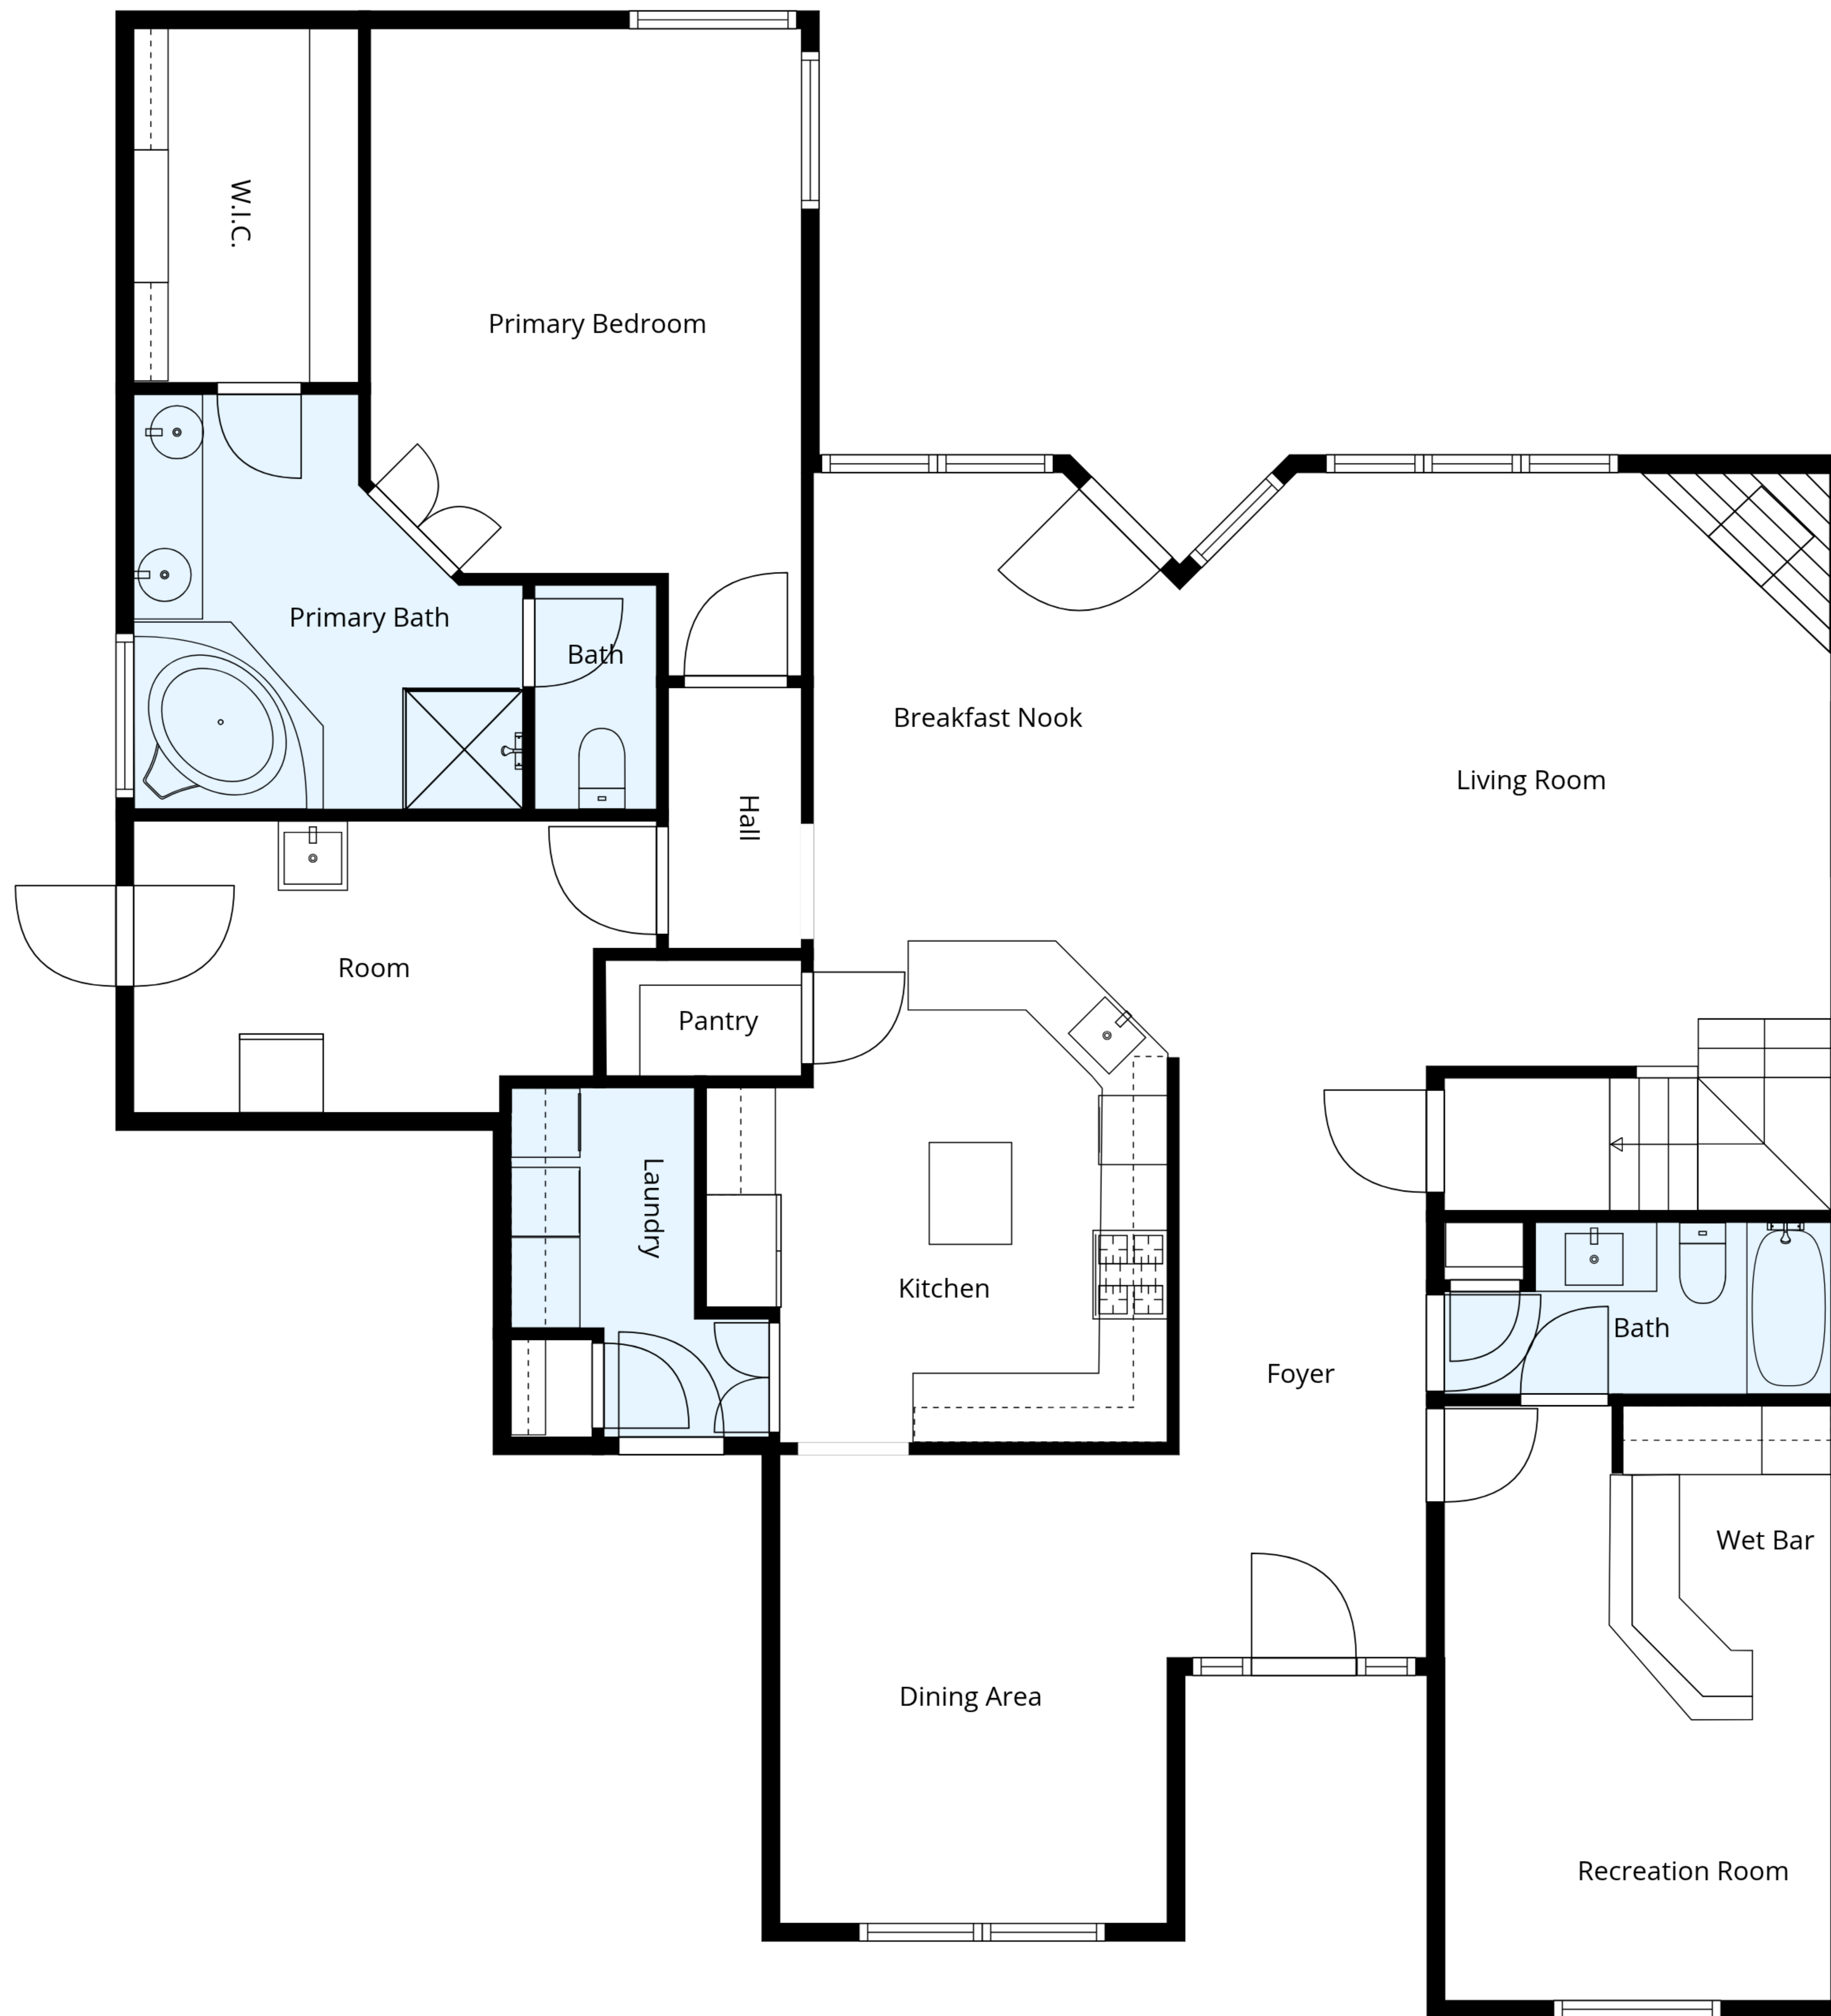 W.I.C.
Primary Bedroom
Primary Bath
Bath
Breakfast Nook
Living Room
Hall
Room
Pantry
Laundry
Kitchen
Bath
Foyer
Wet Bar
Dining Area
Recreation Room